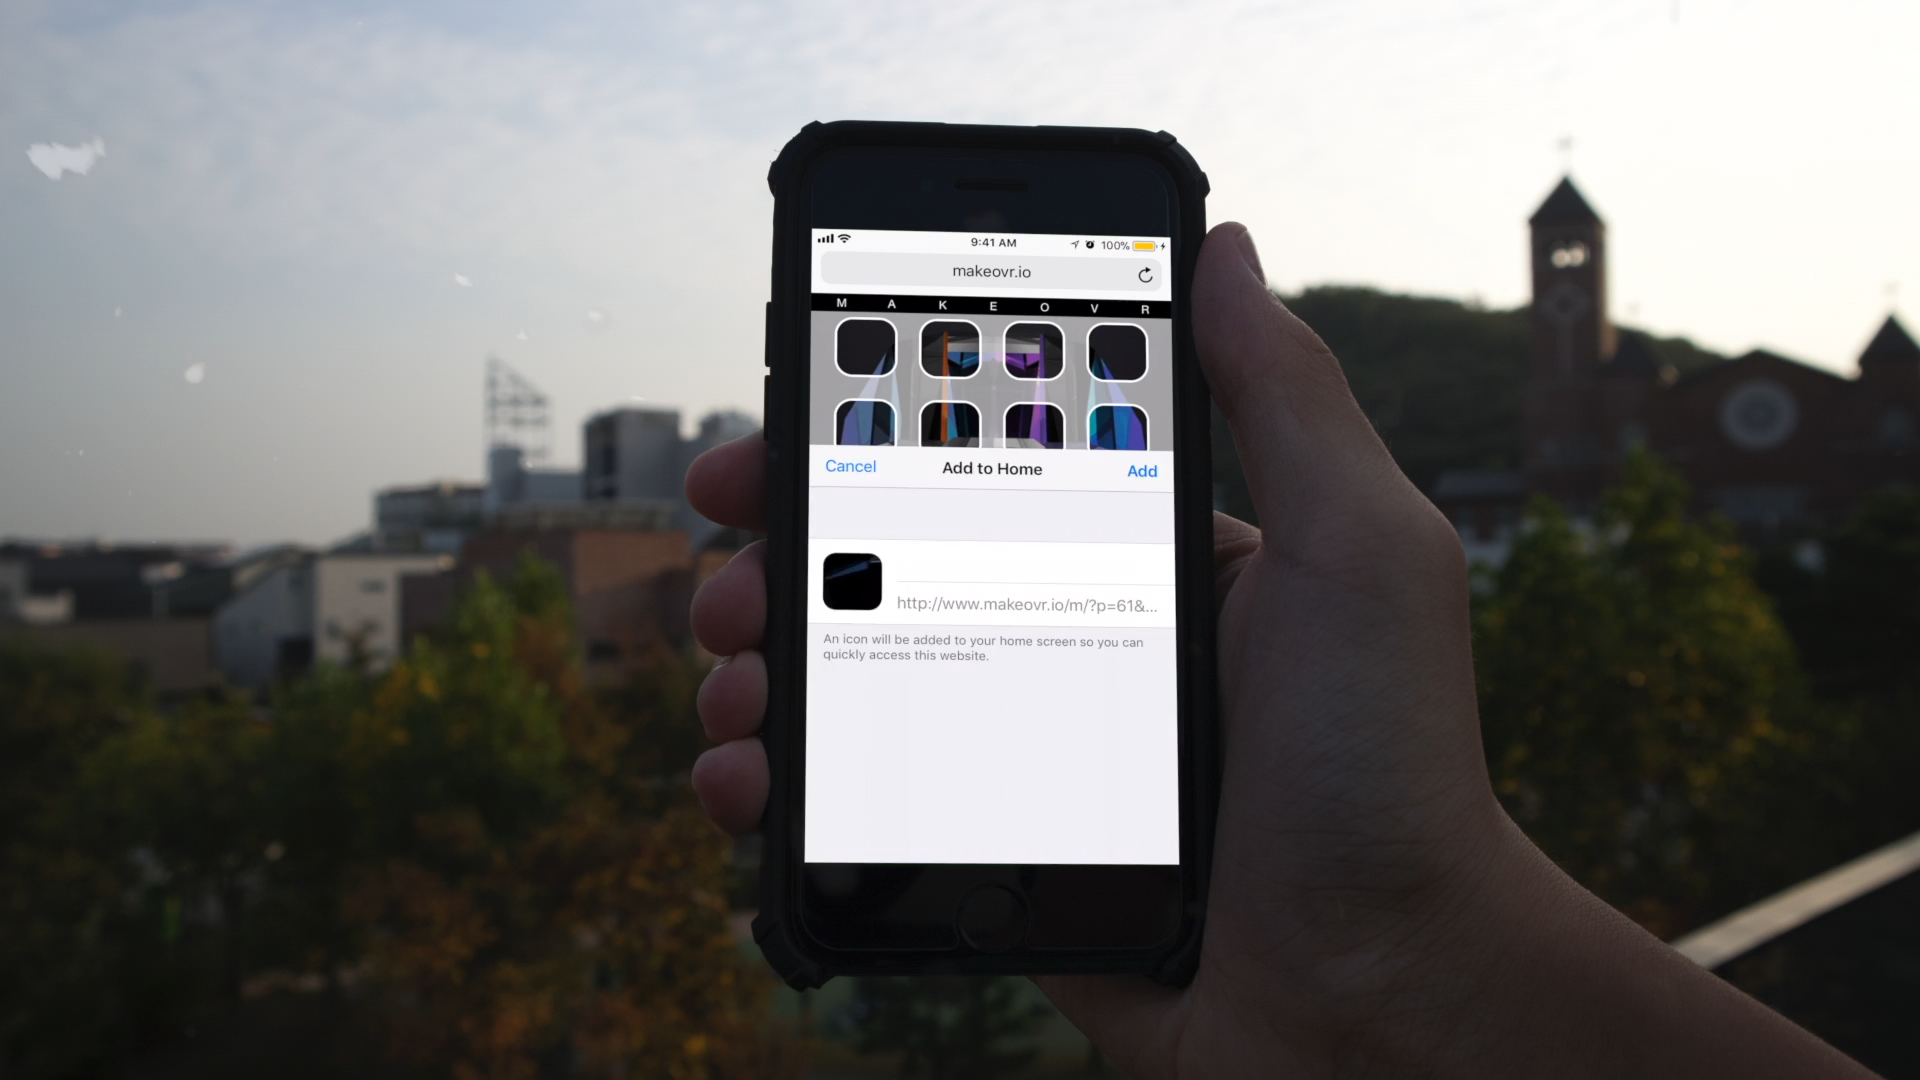 9:41 AM 100%
makeovr.io
M A K E O V R
Cancel Add to Home Add
http://www.makeovr.io/m/?p=61&...
An icon will be added to your home screen so you can
quickly access this website.